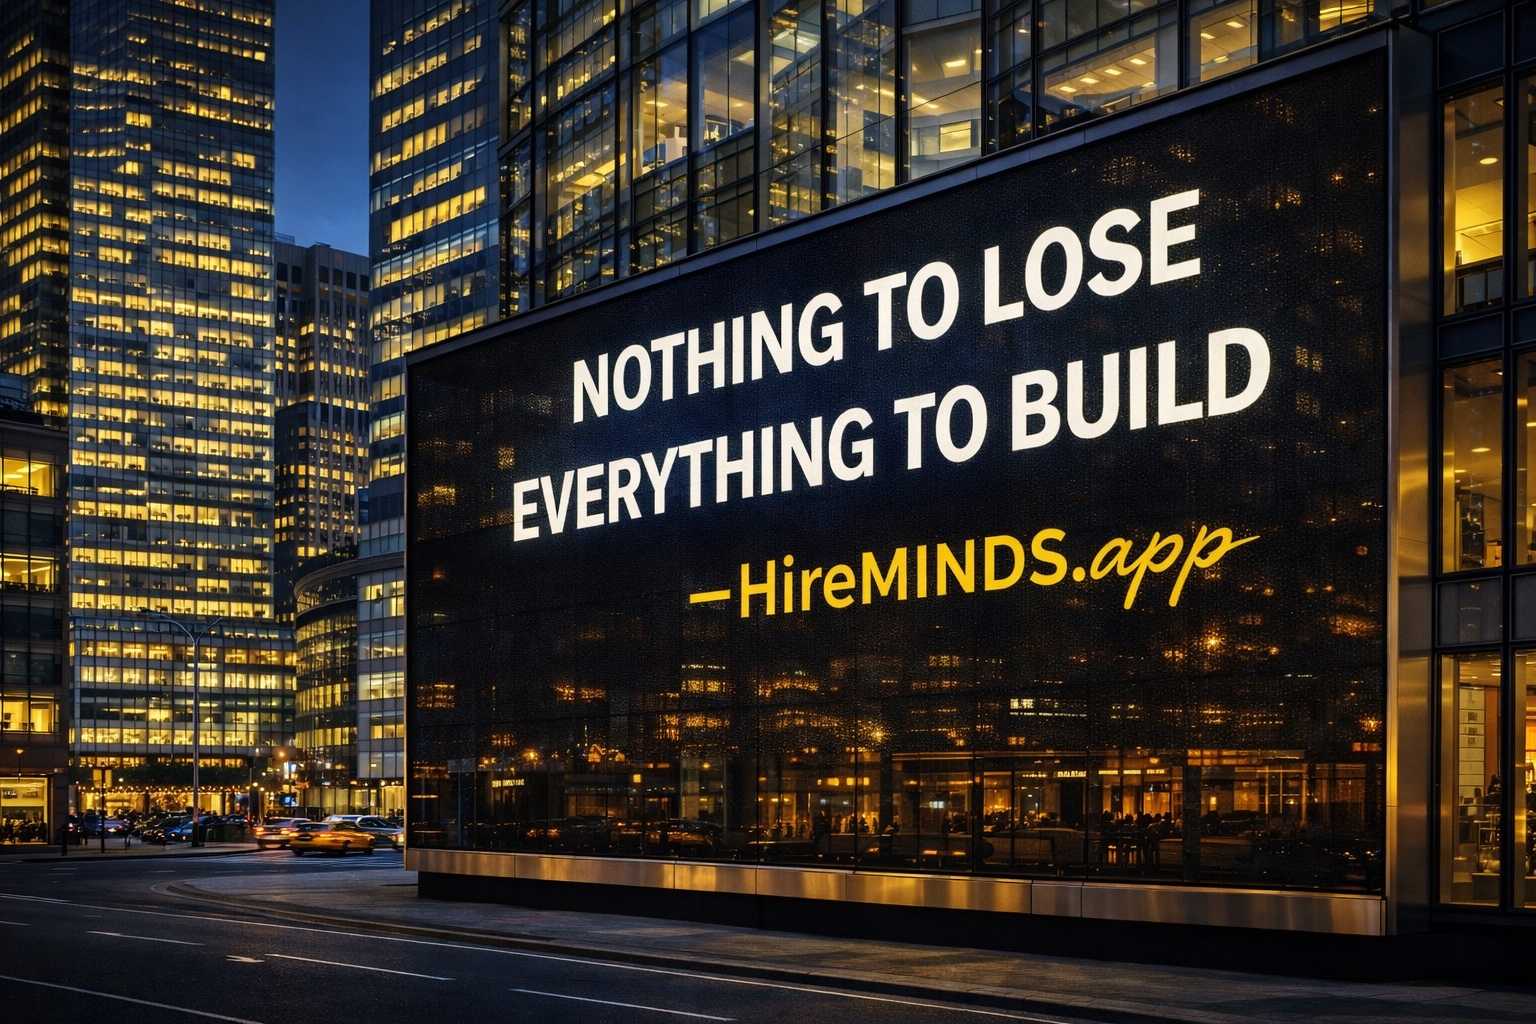 NOTHING TO LOSE
EVERYTHING TO BUILD
—HireMINDS.app